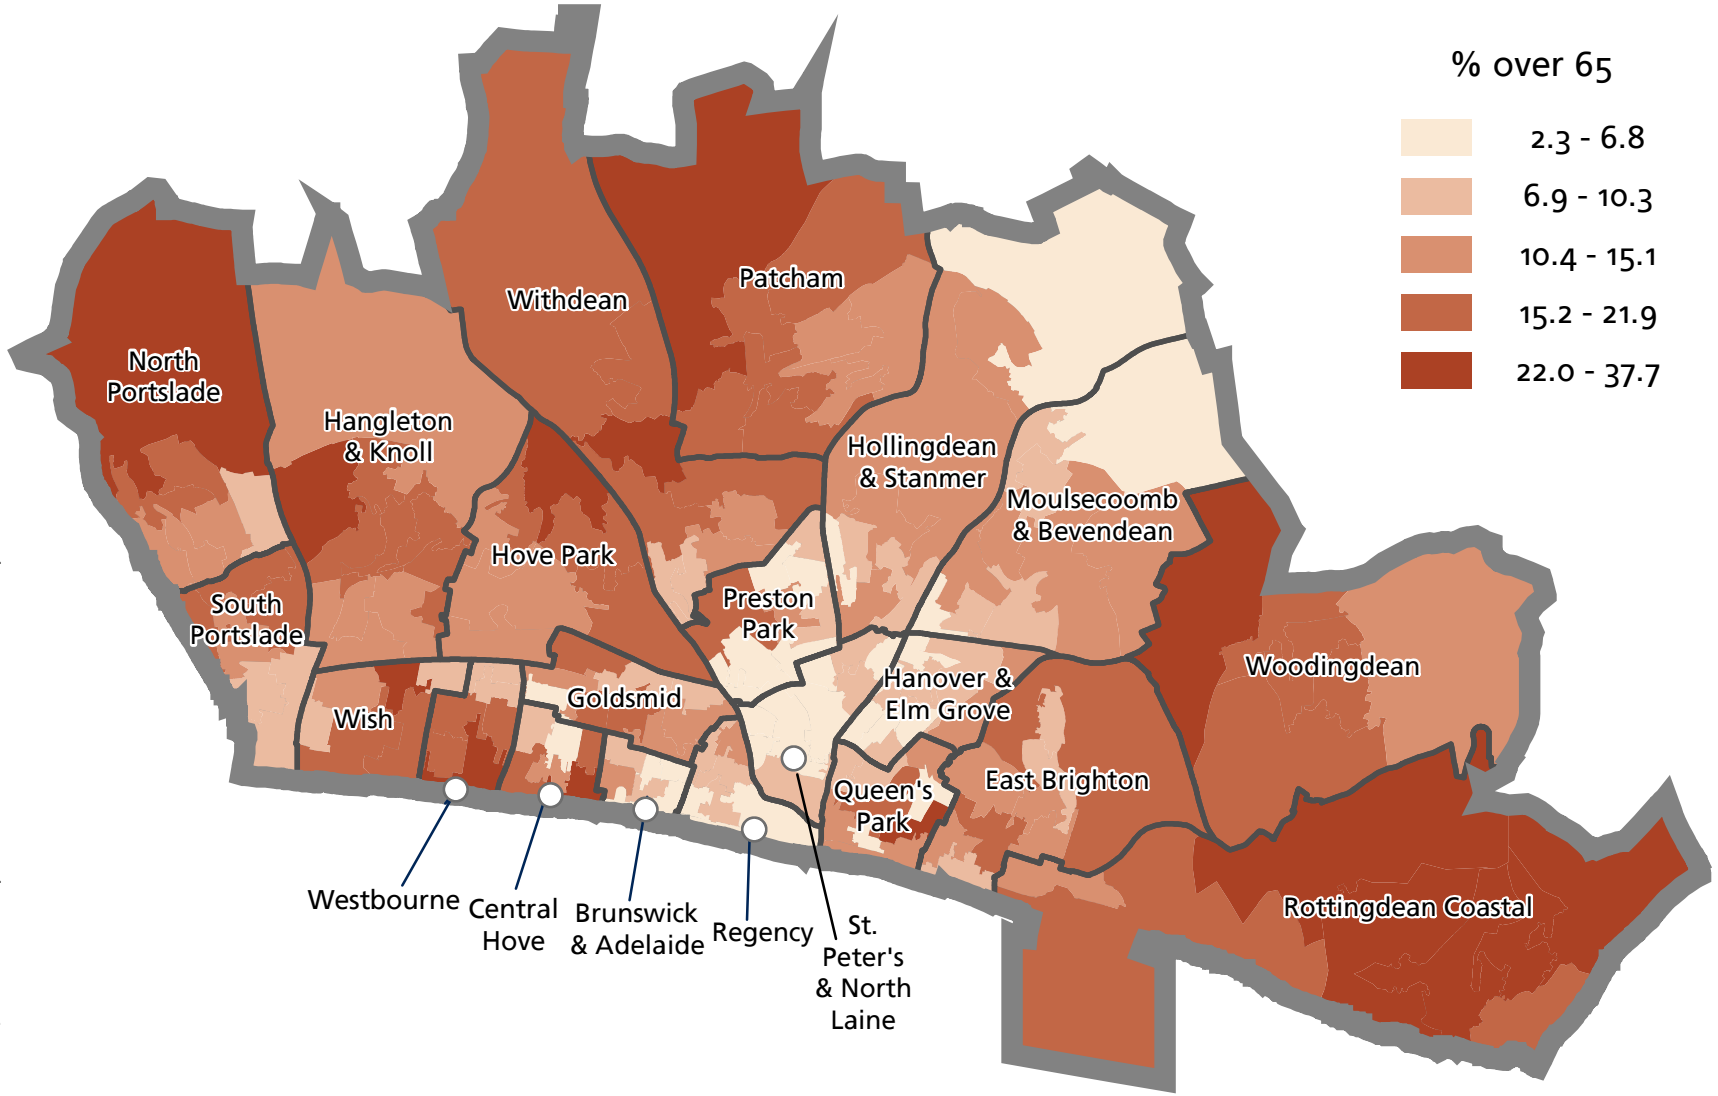 % over 65
2.3 - 6.8
6.9 - 10.3
10.4 - 15.1
15.2 - 21.9
22.0 - 37.7
Withdean
Patcham
North
Portslade
Hangleton
& Knoll
Hollingdean
& Stanmer
Moulsecoomb
& Bevendean
Hove Park
Preston
Park
South
Portslade
Woodingdean
Hanover &
Elm Grove
Goldsmid
Wish
East Brighton
Queen's
Park
Rottingdean Coastal
Westbourne
Central
Hove
Brunswick
& Adelaide
Regency
St.
Peter's
& North
Laine